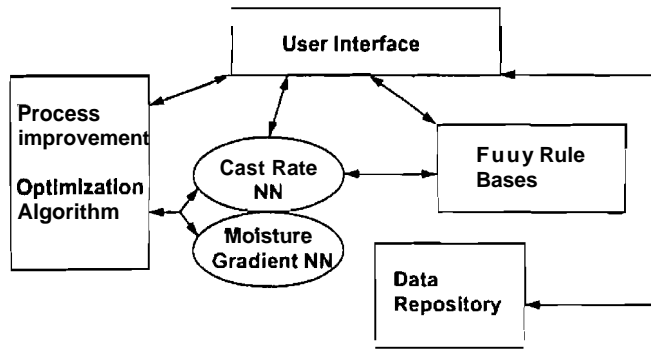 User Interface
Process
improvement
Optimization
Algorithm
Cast Rate
NN
Moisture
Gradient NN
Fuuy Rule
Bases
Data
Repository